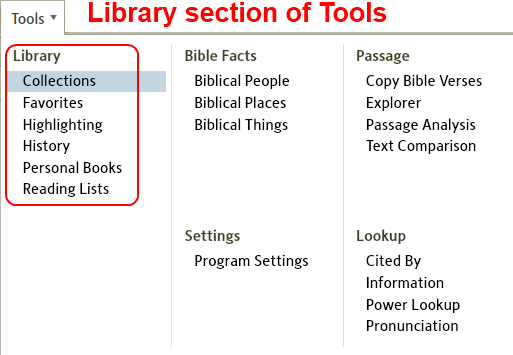 Tools
Library section of Tools
Library
Collections
Favorites
Highlighting
History
Personal Books
Reading Lists
Bible Facts
Biblical People
Biblical Places
Biblical Things
Passage
Copy Bible Verses
Explorer
Passage Analysis
Text Comparison
Settings
Program Settings
Lookup
Cited By
Information
Power Lookup
Pronunciation